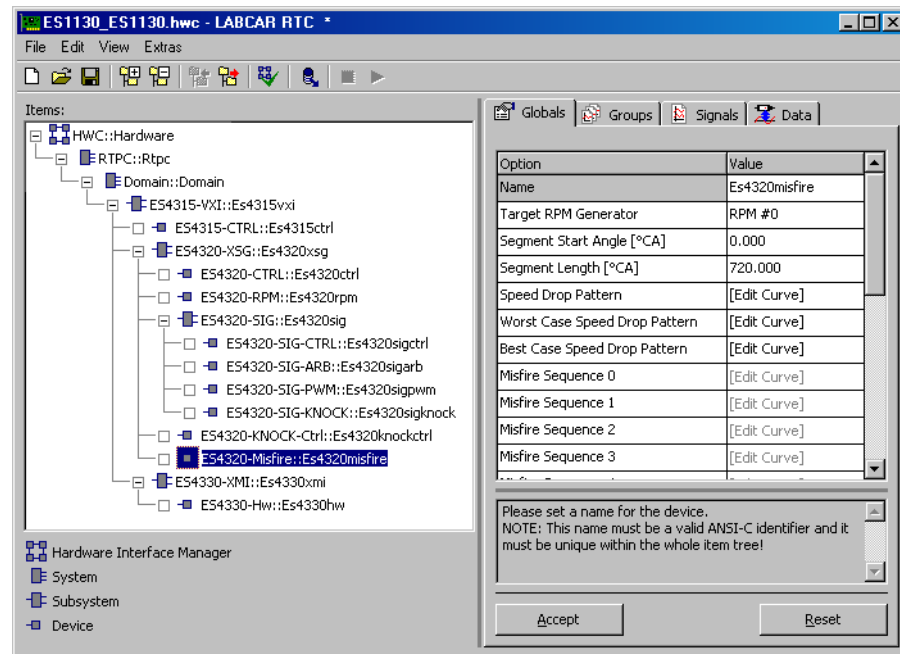 ES1130_ES1130.hwc - LABCAR RTC *
File Edit View Extras
Items:
HWC::Hardware
RTPC::Rtpc
Domain::Domain
ES4315-VXI::Es4315vxi
ES4315-CTRL::Es4315ctrl
ES4320-XSG::Es4320xsg
ES4320-CTRL::Es4320ctrl
ES4320-RPM::Es4320rpm
ES4320-SIG::Es4320sig
ES4320-SIG-CTRL::Es4320sigctrl
ES4320-SIG-ARB::Es4320sigarb
ES4320-SIG-PWM::Es4320sigpwm
ES4320-SIG-KNOCK::Es4320sigknock
ES4320-KNOCK-Ctrl::Es4320knockctrl
ES4320-Misfire::Es4320misfire
ES4330-XMI::Es4330xmi
ES4330-Hw::Es4330hw
Hardware Interface Manager
System
Subsystem
Device
Globals Groups Signals Data
Option Value
Name Es4320misfire
Target RPM Generator RPM #0
Segment Start Angle [°CA] 0.000
Segment Length [°CA] 720.000
Speed Drop Pattern [Edit Curve]
Worst Case Speed Drop Pattern [Edit Curve]
Best Case Speed Drop Pattern [Edit Curve]
Misfire Sequence 0 [Edit Curve]
Misfire Sequence 1 [Edit Curve]
Misfire Sequence 2 [Edit Curve]
Misfire Sequence 3 [Edit Curve]
Please set a name for the device.
NOTE: This name must be a valid ANSI-C identifier and it
must be unique within the whole item tree!
Accept Reset